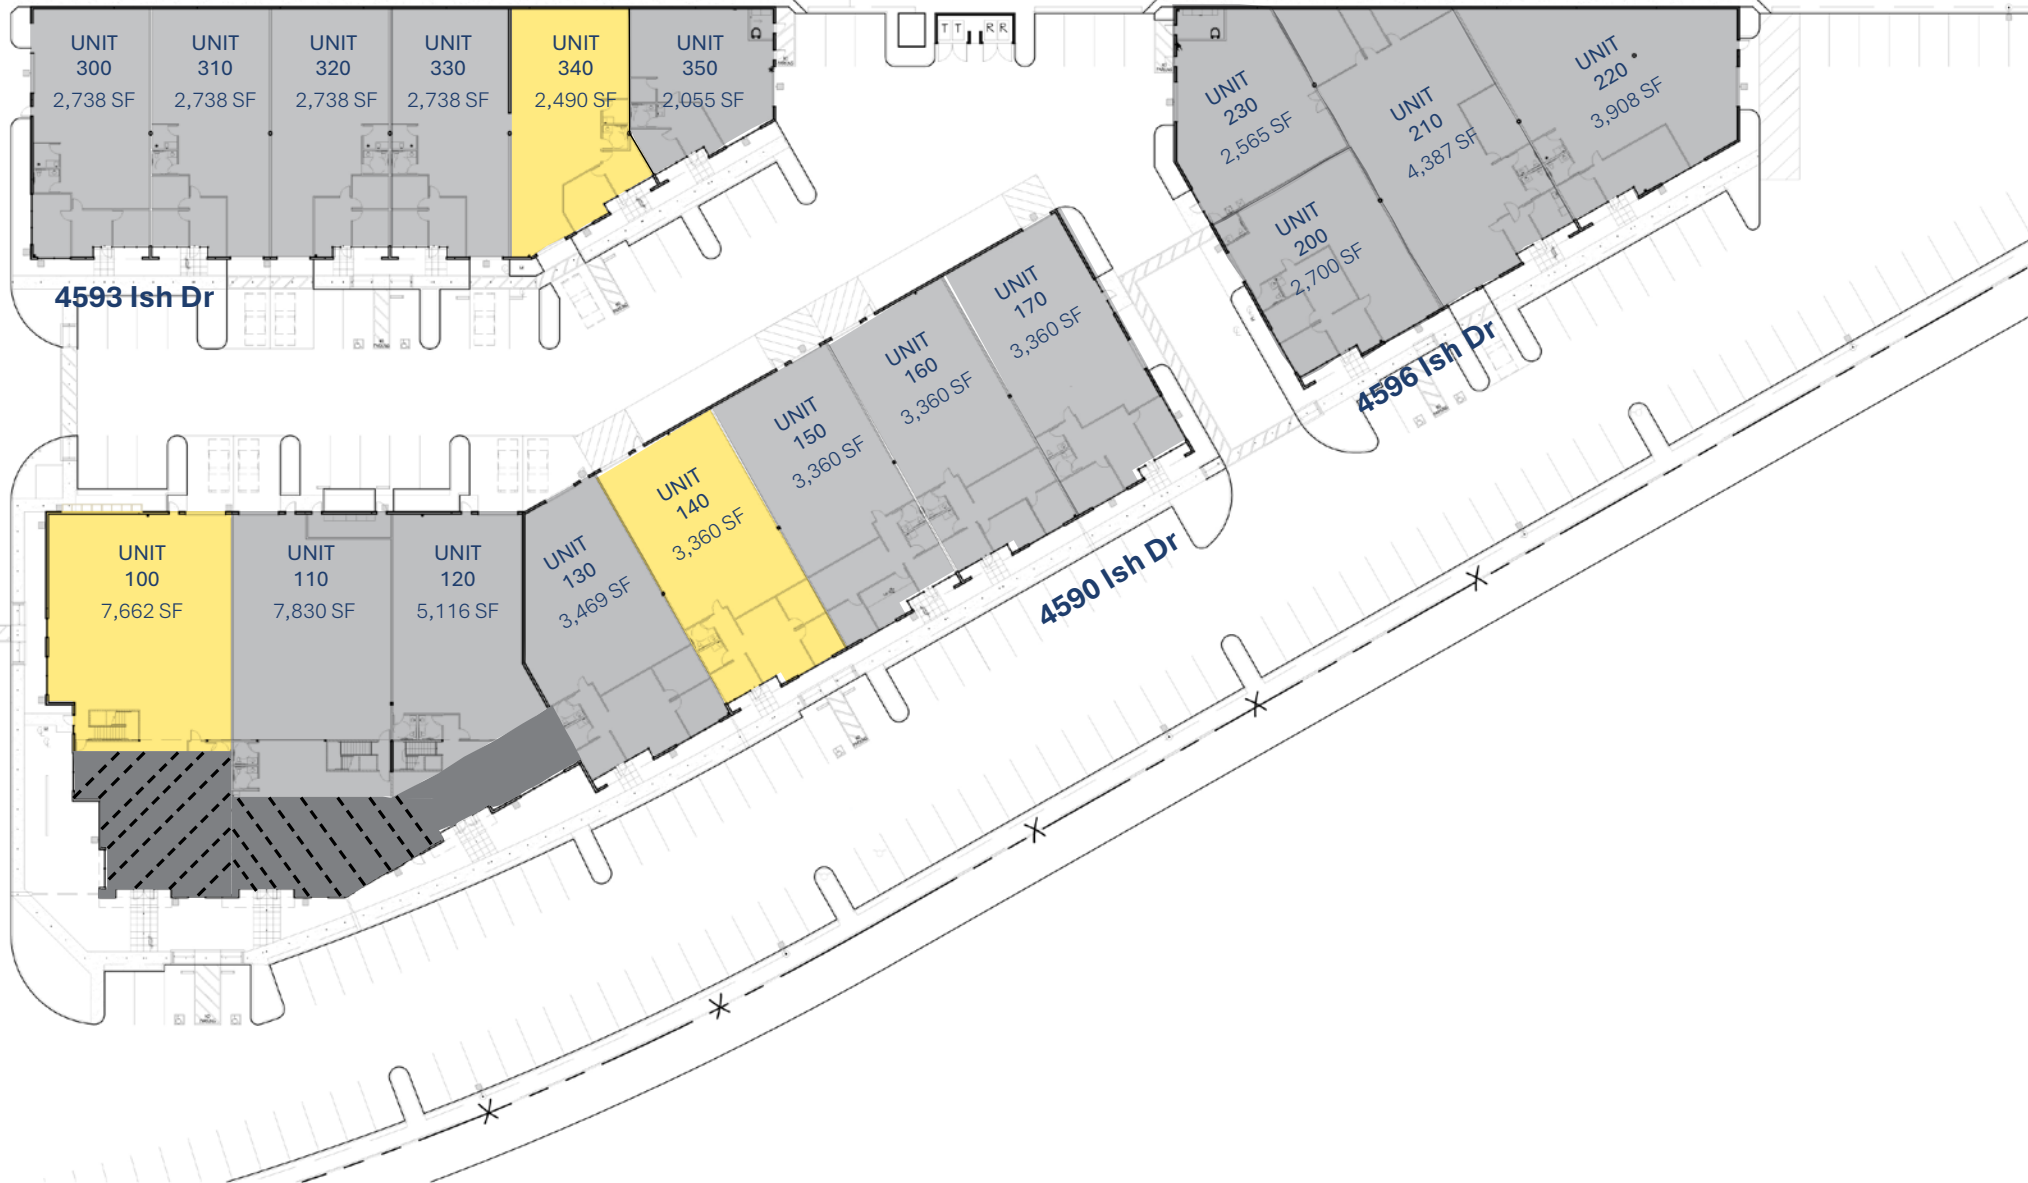 UNIT
300
2,738 SF
UNIT
310
2,738 SF
UNIT
320
2,738 SF
UNIT
330
2,738 SF
UNIT
340
2,490 SF
UNIT
350
2,055 SF
T T
R R
UNIT
230
2,565 SF
UNIT
210
4,387 SF
UNIT
220
3,908 SF
UNIT
200
2,700 SF
4593 Ish Dr
4596 Ish Dr
UNIT
170
3,360 SF
UNIT
160
3,360 SF
UNIT
150
3,360 SF
UNIT
140
3,360 SF
UNIT
130
3,469 SF
UNIT
100
7,662 SF
UNIT
110
7,830 SF
UNIT
120
5,116 SF
4590 Ish Dr
NO
PARKING